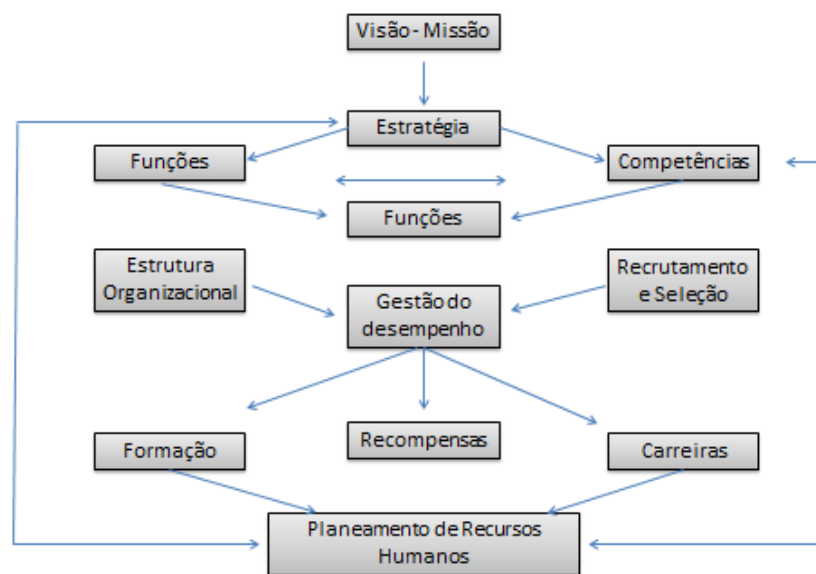 Visão - Missão
Estratégia
Funções
Competências
Funções
Estrutura
Organizacional
Recrutamento
e Seleção
Gestão do
desempenho
Formação
Recompensas
Carreiras
Planeamento de Recursos
Humanos